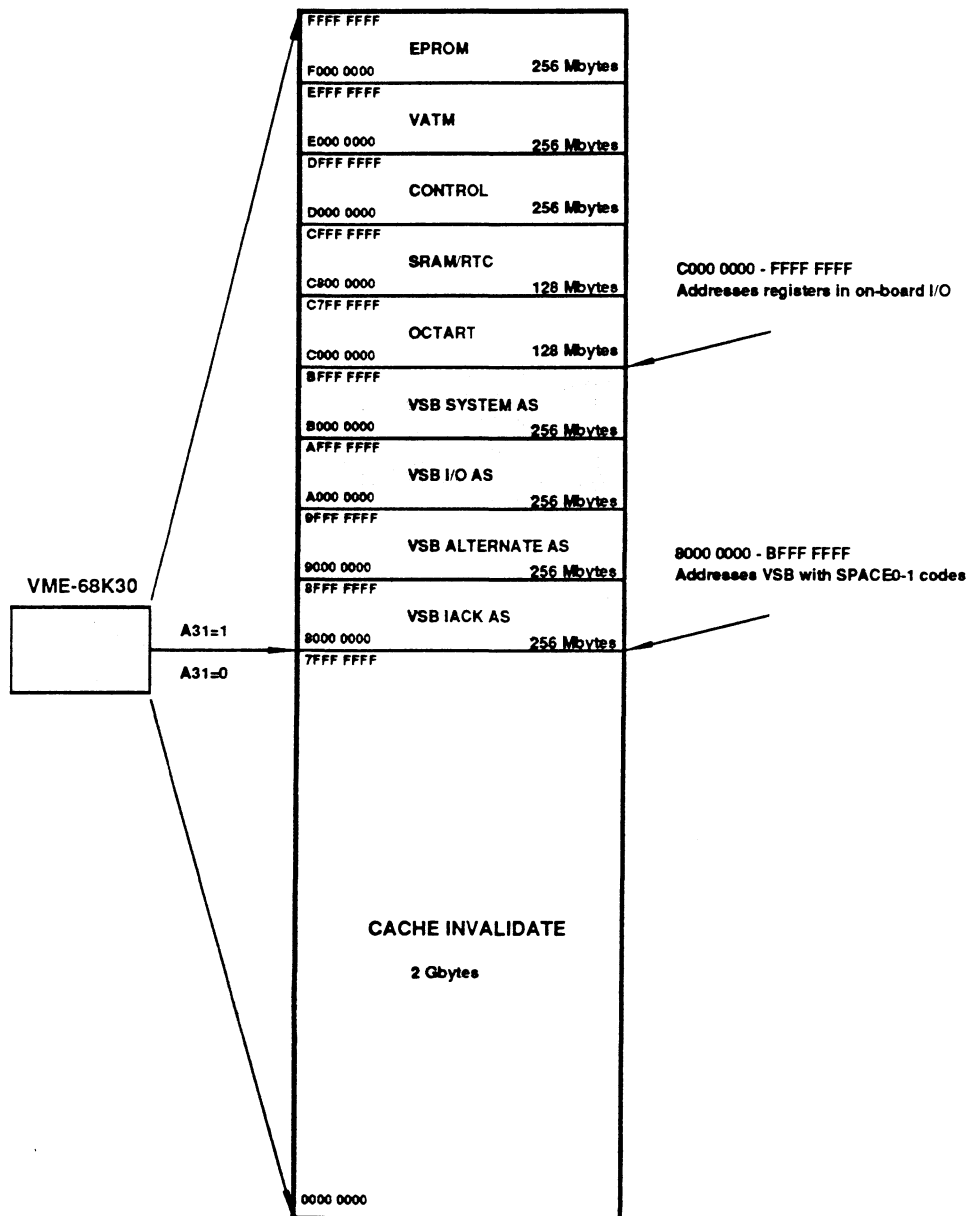 FFFF FFFF
EPROM
F000 0000
256 Mbytes
EFFF FFFF
VATM
E000 0000
256 Mbytes
DFFF FFFF
CONTROL
D000 0000
256 Mbytes
CFFF FFFF
SRAM/RTC
C800 0000
128 Mbytes
C7FF FFFF
OCTART
C000 0000
128 Mbytes
C000 0000 - FFFF FFFF
Addresses registers in on-board I/O
BFFF FFFF
VSB SYSTEM AS
B000 0000
256 Mbytes
AFFF FFFF
VSB I/O AS
A000 0000
256 Mbytes
9FFF FFFF
VSB ALTERNATE AS
9000 0000
256 Mbytes
8000 0000 - BFFF FFFF
Addresses VSB with SPACE0-1 codes
8FFF FFFF
VSB IACK AS
8000 0000
256 Mbytes
VME-68K30
A31=1
A31=0
7FFF FFFF
CACHE INVALIDATE
2 Gbytes
0000 0000